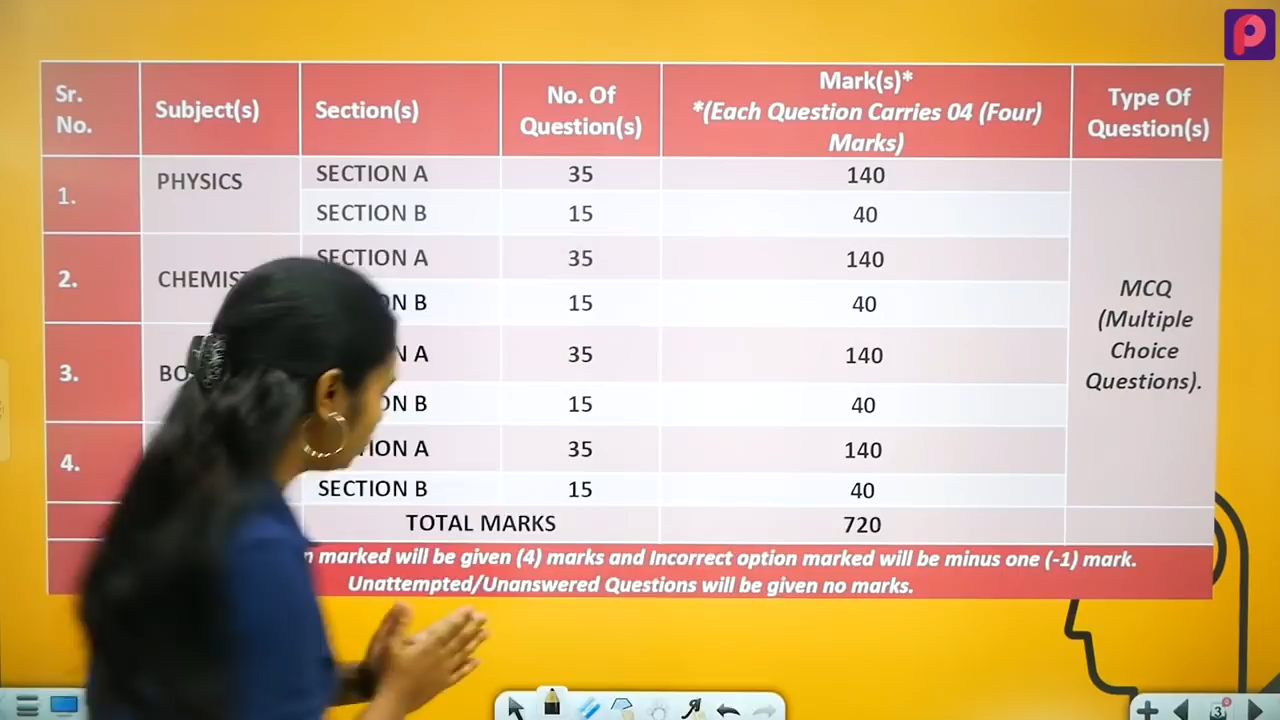 Sr. No.
Subject(s)
Section(s)
No. Of Question(s)
Mark(s)*
*(Each Question Carries 04 (Four) Marks)
Type Of Question(s)
1.
PHYSICS
SECTION A
35
140
SECTION B
15
40
2.
SECTION A
35
140
B
15
40
3.
A
35
140
B
15
40
4.
A
35
140
SECTION B
15
40
MCQ
(Multiple
Choice
Questions).
TOTAL MARKS
720
marked will be given (4) marks and Incorrect option marked will be minus one (-1) mark.
Unattempted/Unanswered Questions will be given no marks.